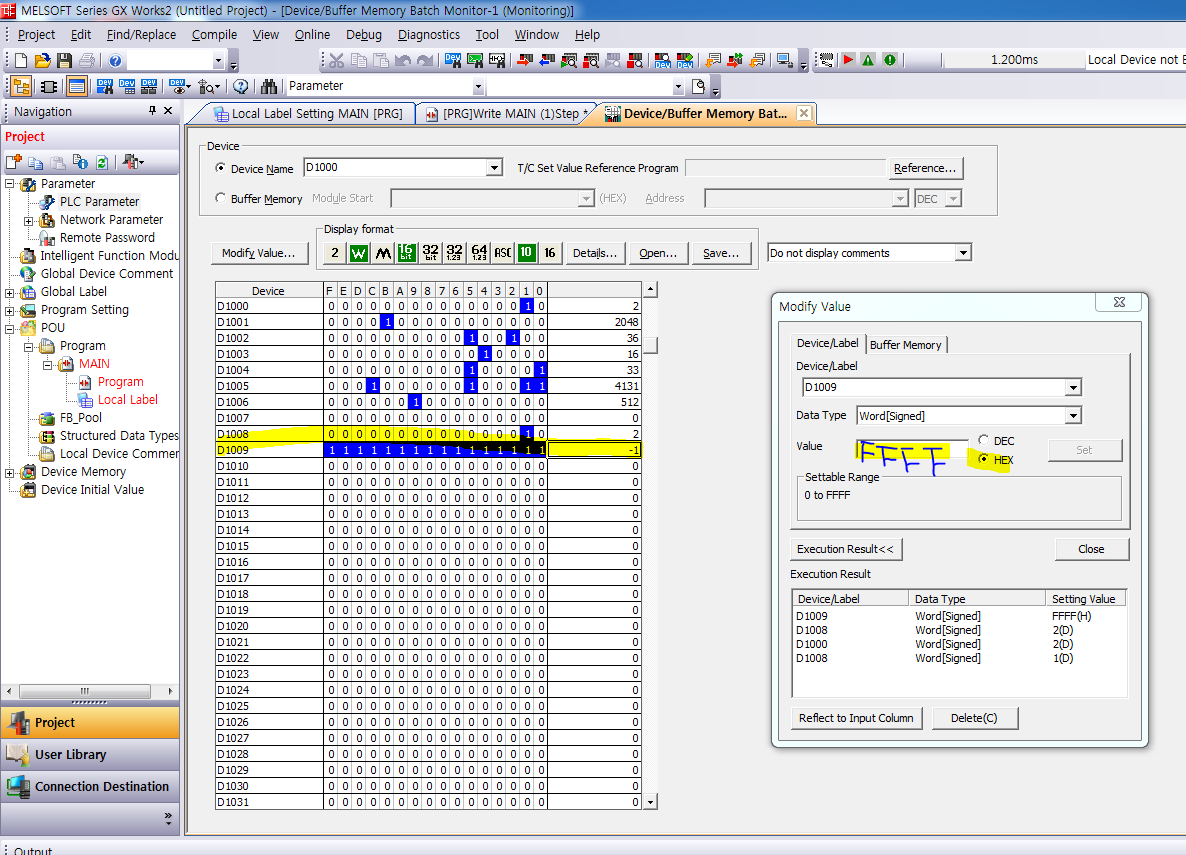 MELSOFT Series GX Works2 (Untitled Project) - [Device/Buffer Memory Batch Monitor-1 (Monitoring)]
Project Edit Find/Replace Compile View Online Debug Diagnostics Tool Window Help
1.200ms Local Device not E
Parameter
Navigation
Local Label Setting MAIN [PRG] [PRG]Write MAIN (1)Step * Device/Buffer Memory Bat...
Project
Parameter
PLC Parameter
Network Parameter
Remote Password
Intelligent Function Modu
Global Device Comment
Global Label
Program Setting
POU
Program
MAIN
Program
Local Label
FB_Pool
Structured Data Types
Local Device Commer
Device Memory
Device Initial Value
Project
User Library
Connection Destination
Output
Device
Device Name D1000 T/C Set Value Reference Program Reference...
Buffer Memory Module Start (HEX) Address DEC
Display format
Modify Value... 2 W M 16 bit 32 bit 32 1.23 64 1.23 ASC 10 16 Details... Open... Save... Do not display comments
Device F E D C B A 9 8 7 6 5 4 3 2 1 0
D1000 0 0 0 0 0 0 0 0 0 0 0 0 0 0 1 0 2
D1001 0 0 0 0 1 0 0 0 0 0 0 0 0 0 0 0 2048
D1002 0 0 0 0 0 0 0 0 0 0 1 0 0 1 0 0 36
D1003 0 0 0 0 0 0 0 0 0 0 0 1 0 0 0 0 16
D1004 0 0 0 0 0 0 0 0 0 0 1 0 0 0 0 1 33
D1005 0 0 0 1 0 0 0 0 0 0 1 0 0 0 1 1 4131
D1006 0 0 0 0 0 0 1 0 0 0 0 0 0 0 0 0 512
D1007 0 0 0 0 0 0 0 0 0 0 0 0 0 0 0 0 0
D1008 0 0 0 0 0 0 0 0 0 0 0 0 0 0 1 0 2
D1009 1 1 1 1 1 1 1 1 1 1 1 1 1 1 1 1 -1
D1010 0 0 0 0 0 0 0 0 0 0 0 0 0 0 0 0 0
D1011 0 0 0 0 0 0 0 0 0 0 0 0 0 0 0 0 0
D1012 0 0 0 0 0 0 0 0 0 0 0 0 0 0 0 0 0
D1013 0 0 0 0 0 0 0 0 0 0 0 0 0 0 0 0 0
D1014 0 0 0 0 0 0 0 0 0 0 0 0 0 0 0 0 0
D1015 0 0 0 0 0 0 0 0 0 0 0 0 0 0 0 0 0
D1016 0 0 0 0 0 0 0 0 0 0 0 0 0 0 0 0 0
D1017 0 0 0 0 0 0 0 0 0 0 0 0 0 0 0 0 0
D1018 0 0 0 0 0 0 0 0 0 0 0 0 0 0 0 0 0
D1019 0 0 0 0 0 0 0 0 0 0 0 0 0 0 0 0 0
D1020 0 0 0 0 0 0 0 0 0 0 0 0 0 0 0 0 0
D1021 0 0 0 0 0 0 0 0 0 0 0 0 0 0 0 0 0
D1022 0 0 0 0 0 0 0 0 0 0 0 0 0 0 0 0 0
D1023 0 0 0 0 0 0 0 0 0 0 0 0 0 0 0 0 0
D1024 0 0 0 0 0 0 0 0 0 0 0 0 0 0 0 0 0
D1025 0 0 0 0 0 0 0 0 0 0 0 0 0 0 0 0 0
D1026 0 0 0 0 0 0 0 0 0 0 0 0 0 0 0 0 0
D1027 0 0 0 0 0 0 0 0 0 0 0 0 0 0 0 0 0
D1028 0 0 0 0 0 0 0 0 0 0 0 0 0 0 0 0 0
D1029 0 0 0 0 0 0 0 0 0 0 0 0 0 0 0 0 0
D1030 0 0 0 0 0 0 0 0 0 0 0 0 0 0 0 0 0
D1031 0 0 0 0 0 0 0 0 0 0 0 0 0 0 0 0 0
Modify Value
Device/Label Buffer Memory
Device/Label
D1009
Data Type Word[Signed]
Value FFFF DEC
HEX Set
Settable Range
0 to FFFF
Execution Result<< Close
Execution Result
Device/Label Data Type Setting Value
D1009 Word[Signed] FFFF(H)
D1008 Word[Signed] 2(D)
D1000 Word[Signed] 2(D)
D1008 Word[Signed] 1(D)
Reflect to Input Column Delete(C)